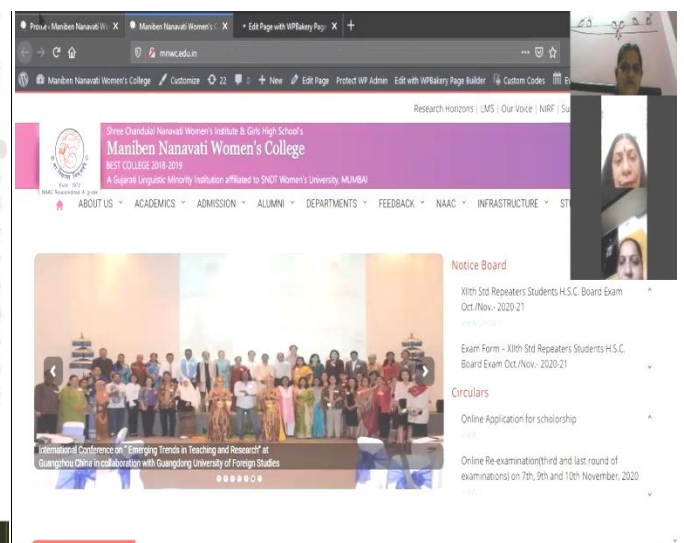 Maniben Nanavati Women's C
Edit Page with WPBakery Page
mnwc.edu.in
Maniben Nanavati Women's College Customize 22 0 + New Edit Page Protect WP Admin Edit with WPBakery Page Builder Custom Codes
Research Horizons | LMS | Our Voice | NIRF |
Shree Chandulal Nanavati Women's Institute & Girls High School's
Maniben Nanavati Women's College
BEST COLLEGE 2018-2019
A Gujarati Linguistic Minority Institution affiliated to SNDT Women's University, MUMBAI
Estd. 1973
ABOUT US ACADEMICS ADMISSION ALUMNI DEPARTMENTS FEEDBACK NAAC INFRASTRUCTURE
Notice Board
XIIth Std Repeaters Students H.S.C. Board Exam
Oct./Nov.- 2020-21
Exam Form – XIIth Std Repeaters Students H.S.C.
Board Exam Oct./Nov.- 2020-21
Circulars
Online Application for scholorship
Online Re-examination(third and last round of
examinations) on 7th, 9th and 10th November, 2020
International Conference on "Emerging Trends in Teaching and Research" at
Guangzhou China in collaboration with Guangdong University of Foreign Studies